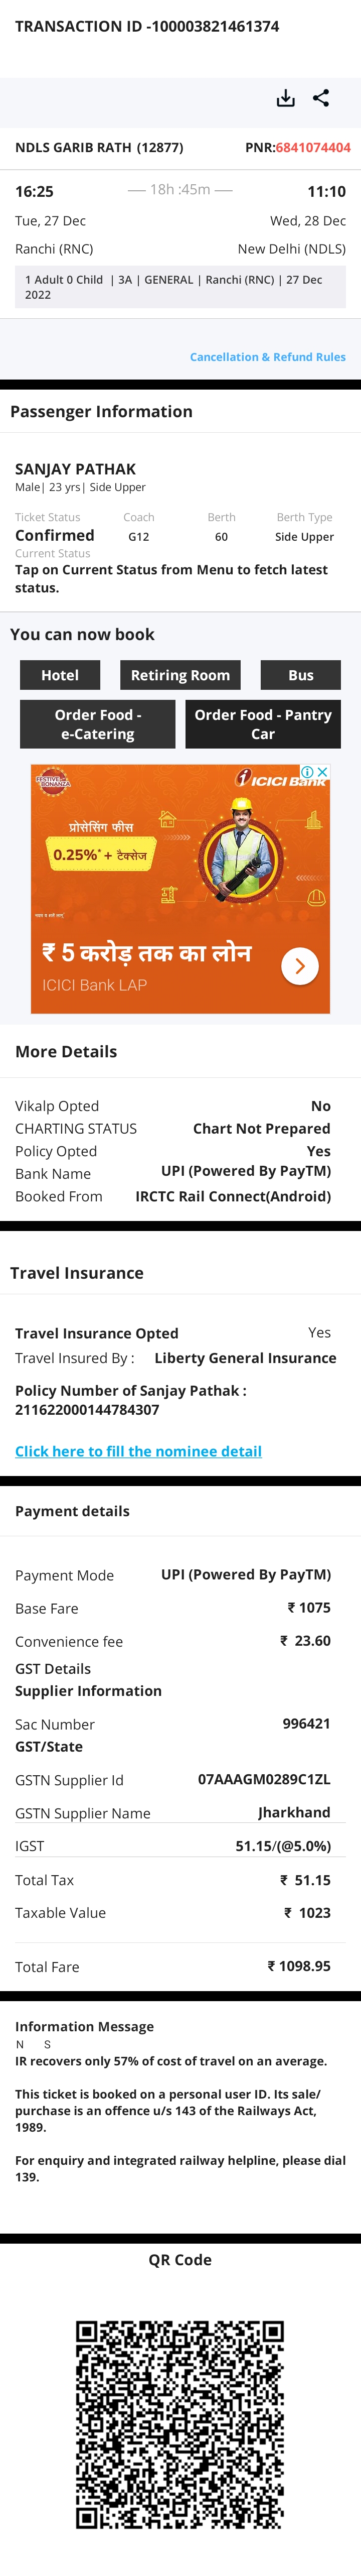 TRANSACTION ID -100003821461374
NDLS GARIB RATH (12877) PNR:6841074404
16:25 18h :45m 11:10
Tue, 27 Dec Wed, 28 Dec
Ranchi (RNC) New Delhi (NDLS)
1 Adult 0 Child | 3A | GENERAL | Ranchi (RNC) | 27 Dec
2022
Cancellation & Refund Rules
Passenger Information
SANJAY PATHAK
Male| 23 yrs| Side Upper
Ticket Status Coach Berth Berth Type
Confirmed G12 60 Side Upper
Current Status
Tap on Current Status from Menu to fetch latest
status.
You can now book
Hotel Retiring Room Bus
Order Food -
e-Catering
Order Food - Pantry
Car
FESTIVE BONANZA
ICICI Bank
प्रोसेसिंग फीस
0.25%* + टैक्सेज
₹ 5 करोड़ तक का लोन
ICICI Bank LAP
More Details
Vikalp Opted No
CHARTING STATUS Chart Not Prepared
Policy Opted Yes
Bank Name UPI (Powered By PayTM)
Booked From IRCTC Rail Connect(Android)
Travel Insurance
Travel Insurance Opted Yes
Travel Insured By : Liberty General Insurance
Policy Number of Sanjay Pathak :
211622000144784307
Click here to fill the nominee detail
Payment details
Payment Mode UPI (Powered By PayTM)
Base Fare ₹ 1075
Convenience fee ₹ 23.60
GST Details
Supplier Information
Sac Number 996421
GST/State
GSTN Supplier Id 07AAAGM0289C1ZL
GSTN Supplier Name Jharkhand
IGST 51.15/(@5.0%)
Total Tax ₹ 51.15
Taxable Value ₹ 1023
Total Fare ₹ 1098.95
Information Message
N S
IR recovers only 57% of cost of travel on an average.
This ticket is booked on a personal user ID. Its sale/
purchase is an offence u/s 143 of the Railways Act,
1989.
For enquiry and integrated railway helpline, please dial
139.
QR Code